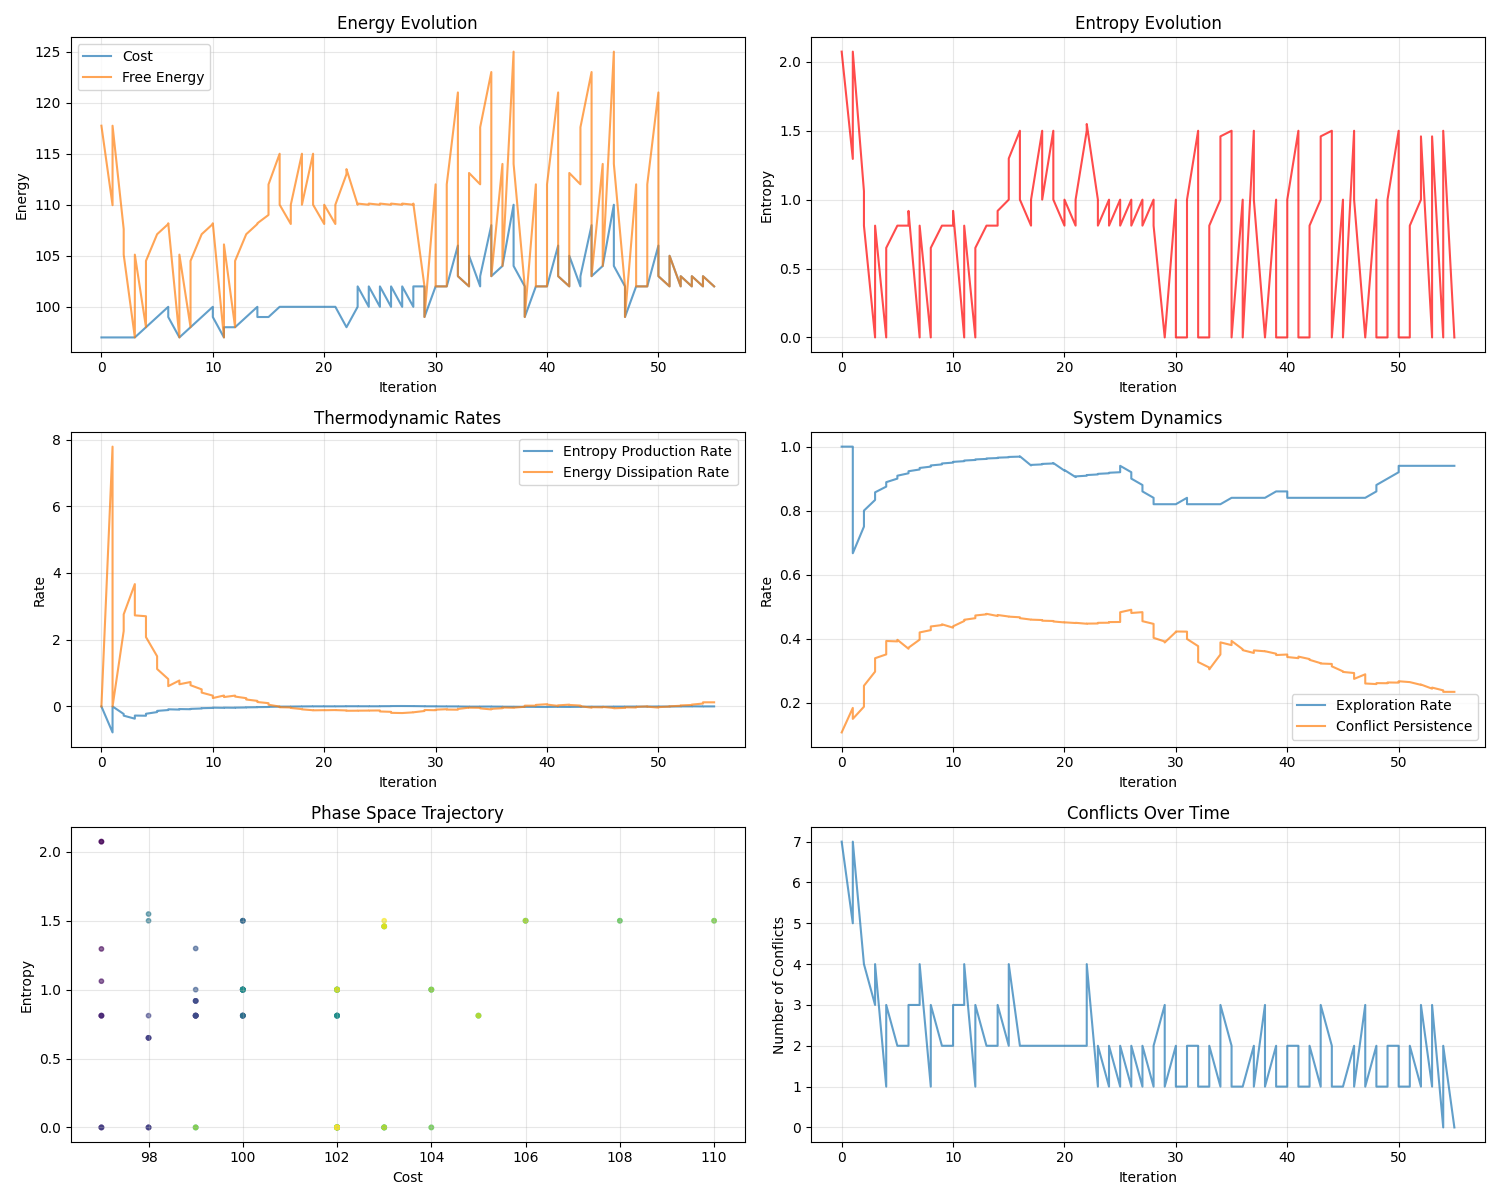 Energy Evolution
Cost
Free Energy
125
120
115
110
105
100
Energy
0 10 20 30 40 50
Iteration
Entropy Evolution
2.0
1.5
1.0
0.5
0.0
Entropy
0 10 20 30 40 50
Iteration
Thermodynamic Rates
Entropy Production Rate
Energy Dissipation Rate
8
6
4
2
0
Rate
0 10 20 30 40 50
Iteration
System Dynamics
1.0
0.8
0.6
0.4
0.2
Rate
Exploration Rate
Conflict Persistence
0 10 20 30 40 50
Iteration
Phase Space Trajectory
2.0
1.5
1.0
0.5
0.0
Entropy
98 100 102 104 106 108 110
Cost
Conflicts Over Time
7
6
5
4
3
2
1
0
Number of Conflicts
0 10 20 30 40 50
Iteration